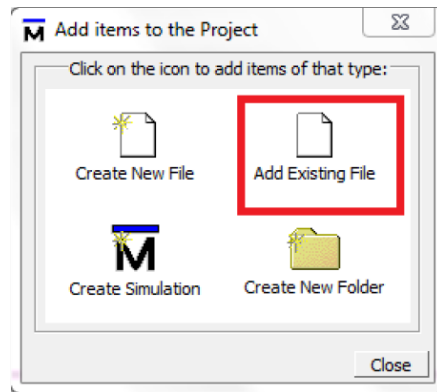 Add items to the Project
Click on the icon to add items of that type:
Create New File
Add Existing File
Create Simulation
Create New Folder
Close